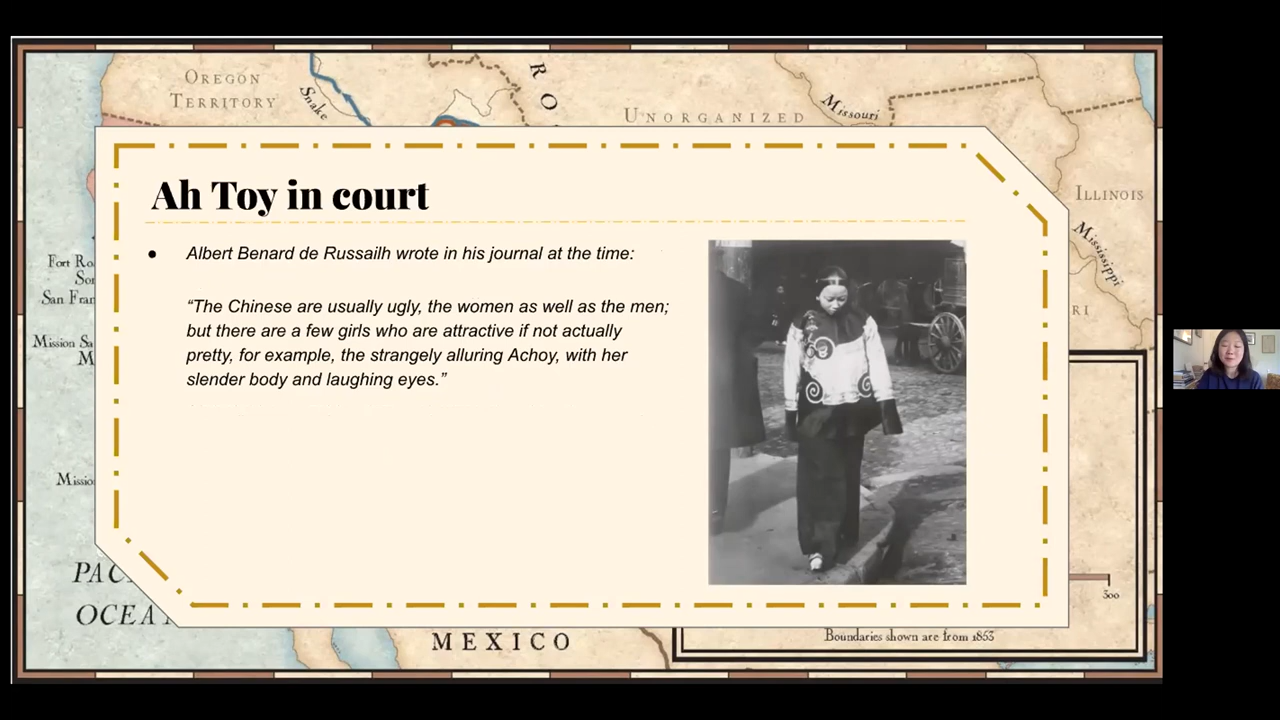 OREGON
TERRITORY
Snake
RO
UNORGANIZED
Missouri
ILLINOIS
Mississippi
Ah Toy in court
● Albert Benard de Russailh wrote in his journal at the time:
“The Chinese are usually ugly, the women as well as the men;
but there are a few girls who are attractive if not actually
pretty, for example, the strangely alluring Achoy, with her
slender body and laughing eyes.”
Fort Ro
Son
San Fran
RI
Mission Sa
M
Missio
PAC
OCEA
300
MEXICO
Boundaries shown are from 1853